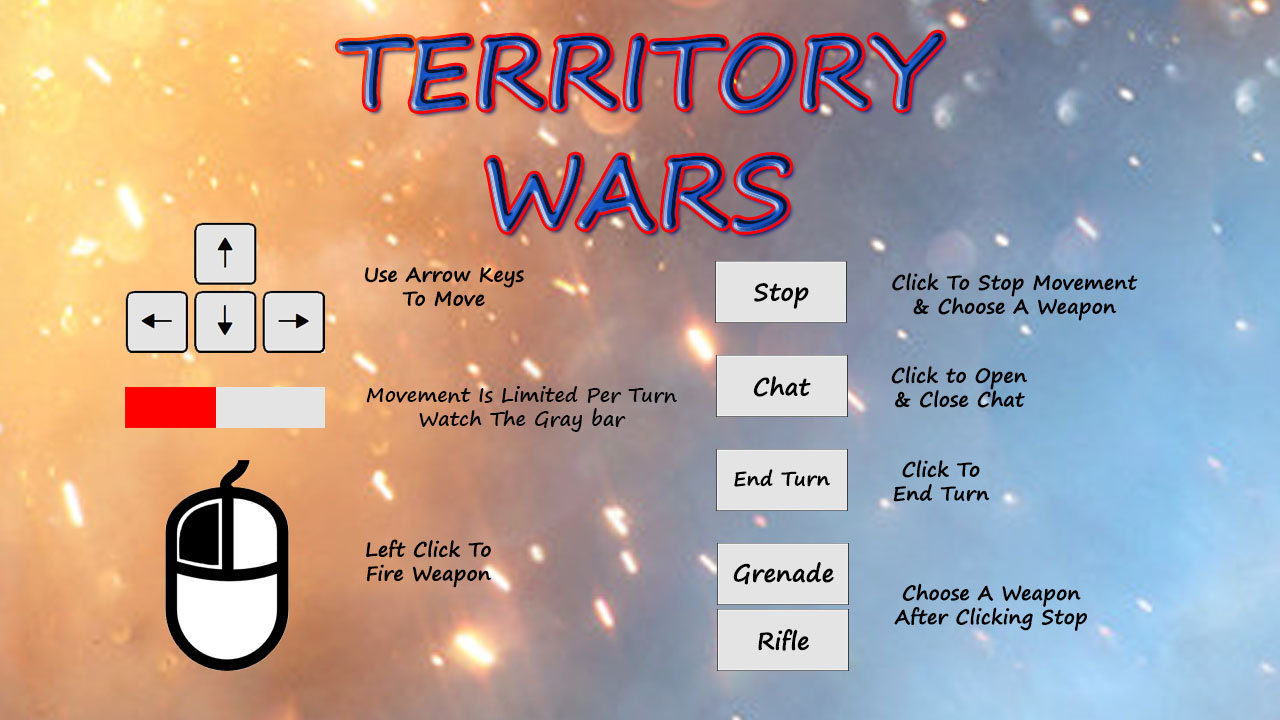 TERRITORY
WARS
Use Arrow Keys
To Move
Movement Is Limited Per Turn
Watch The Gray bar
Left Click To
Fire Weapon
Stop
Click To Stop Movement
& Choose A Weapon
Chat
Click to Open
& Close Chat
End Turn
Click To
End Turn
Grenade
Rifle
Choose A Weapon
After Clicking Stop